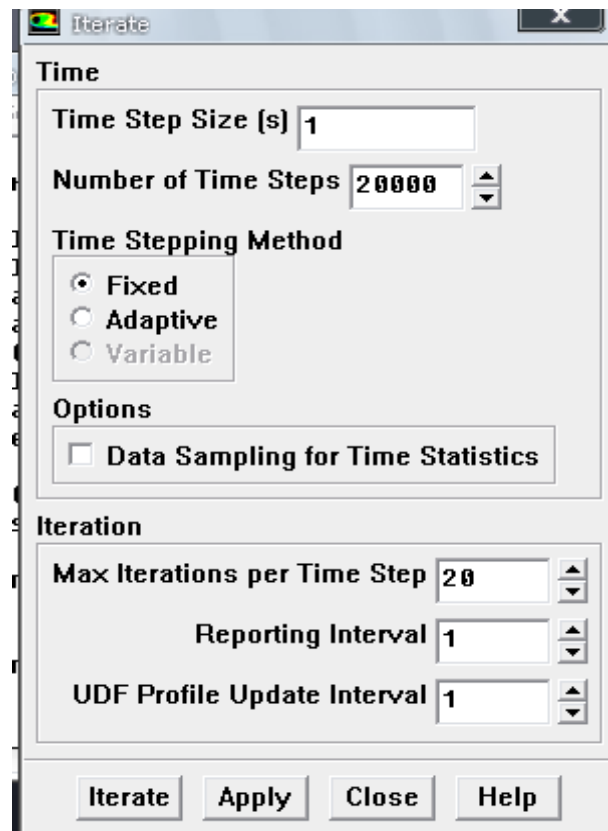 Iterate
Time
Time Step Size (s) 1
Number of Time Steps 20000
Time Stepping Method
Fixed
Adaptive
Variable
Options
Data Sampling for Time Statistics
Iteration
Max Iterations per Time Step 20
Reporting Interval 1
UDF Profile Update Interval 1
Iterate Apply Close Help